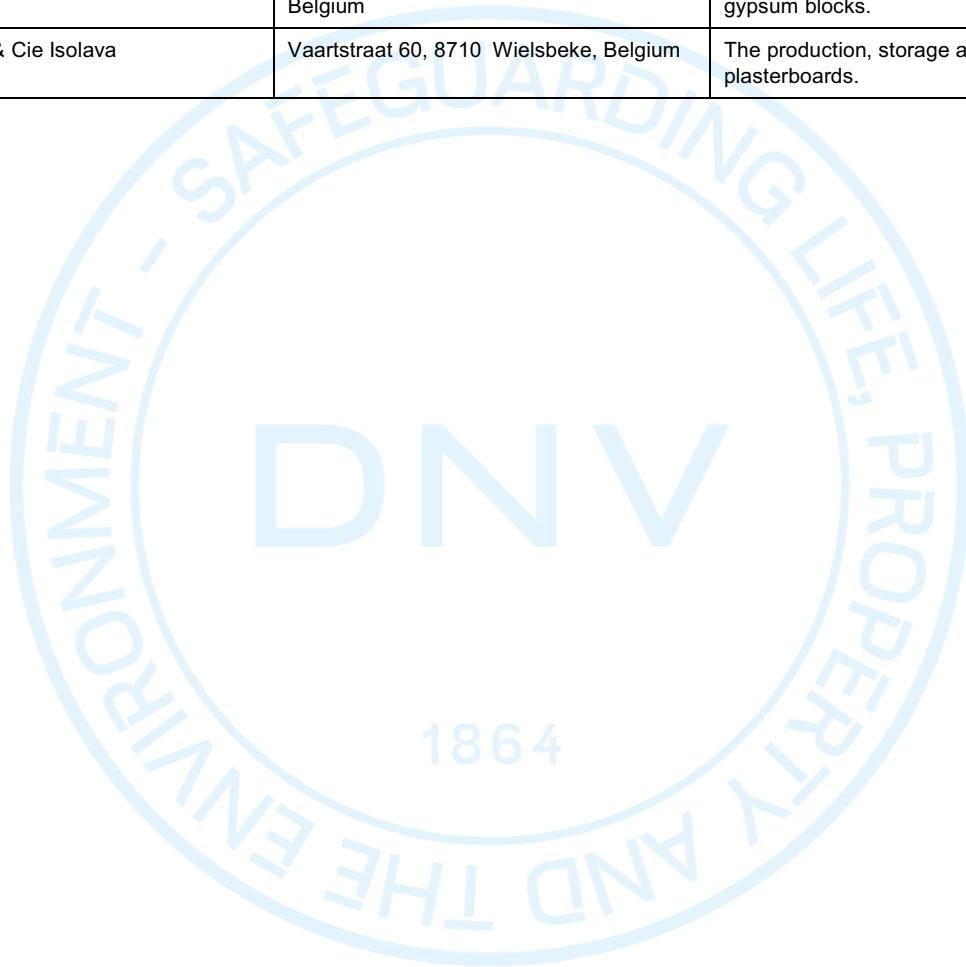 Belgium
gypsum blocks.
& Cie Isolava
Vaartstraat 60, 8710 Wielsbeke, Belgium
The production, storage a
plasterboards.
SAFEGUARDING LIFE, PROPERTY AND THE ENVIRONMENT -
DNV
1864